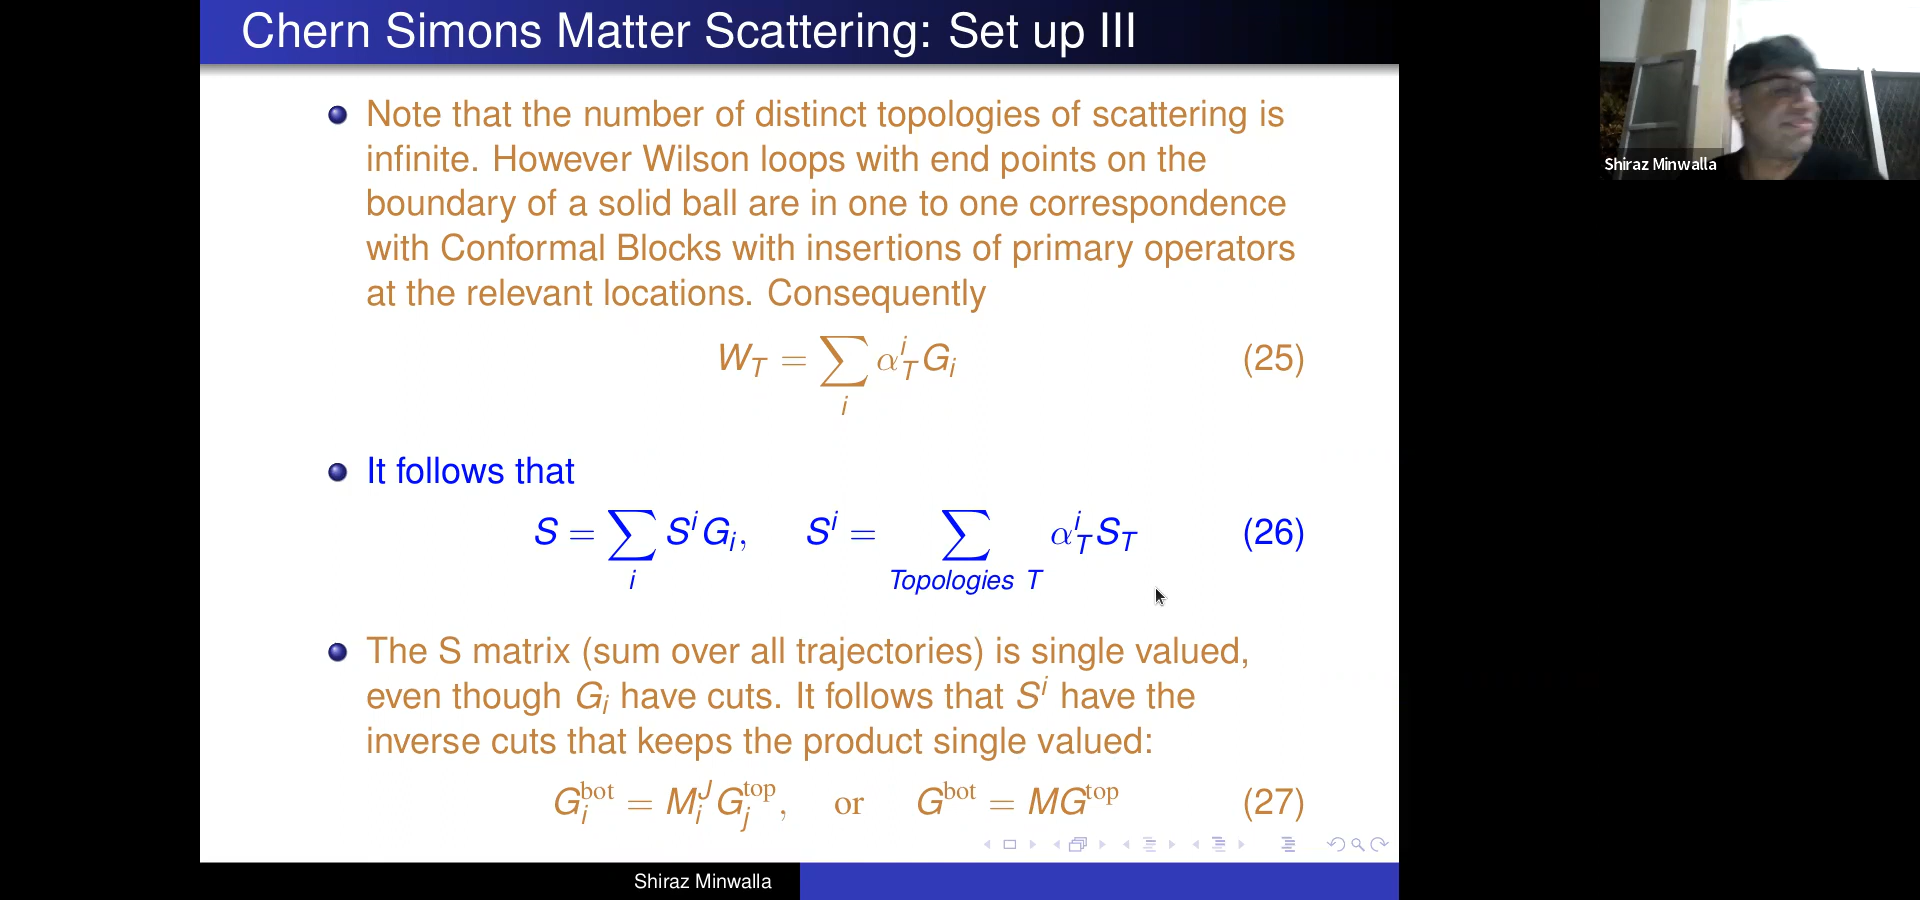 Chern Simons Matter Scattering: Set up III
Note that the number of distinct topologies of scattering is
infinite. However Wilson loops with end points on the
boundary of a solid ball are in one to one correspondence
with Conformal Blocks with insertions of primary operators
at the relevant locations. Consequently
W_T = \sum_i α^i_T G_i (25)
It follows that
S = \sum_i S^i G_i, S^i = \sum_{Topologies T} α^i_T S_T (26)
The S matrix (sum over all trajectories) is single valued,
even though G_i have cuts. It follows that S^i have the
inverse cuts that keeps the product single valued:
G_i^{bot} = M_i^J G_j^{top}, or G^{bot} = MG^{top} (27)
Shiraz Minwalla
Shiraz Minwalla